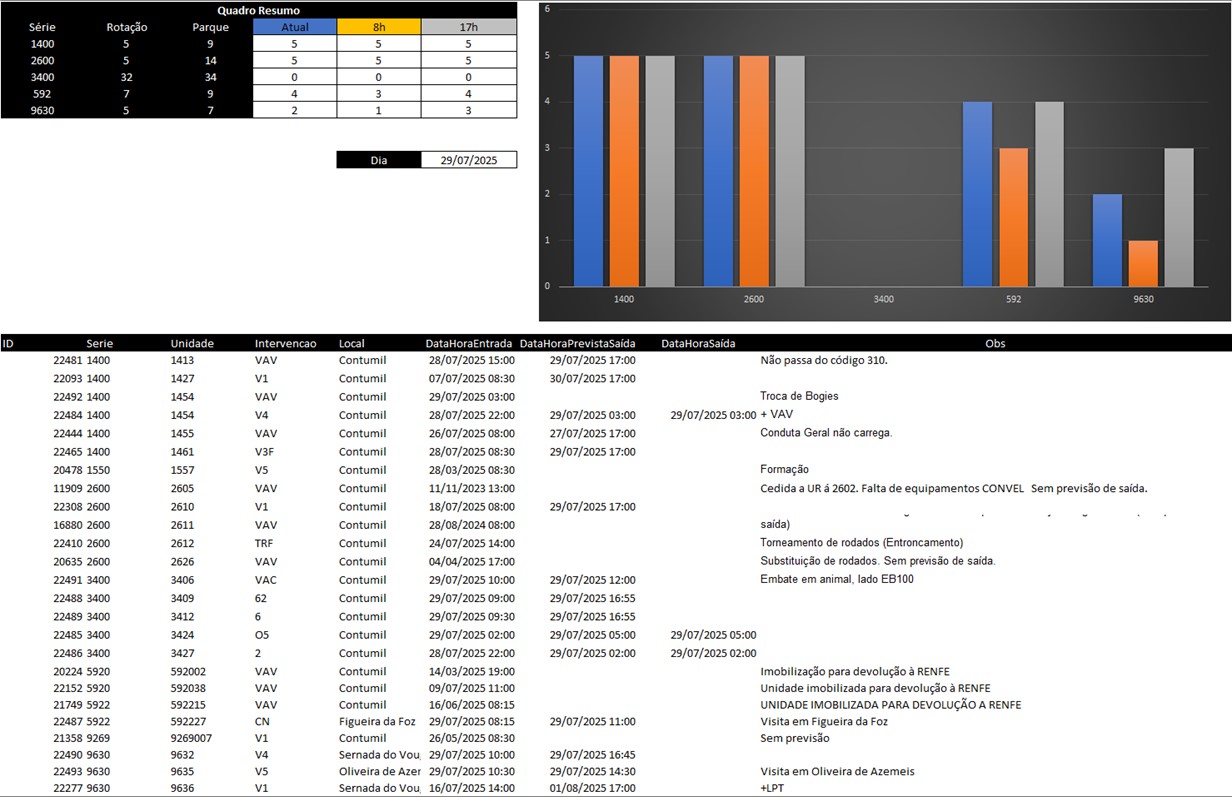 Quadro Resumo
Série Rotação Parque Atual 8h 17h
1400 5 9 5 5 5
2600 5 14 5 5 5
3400 32 34 0 0 0
592 7 9 4 3 4
9630 5 7 2 1 3
Dia 29/07/2025
6
5
4
3
2
1
0
1400 2600 3400 592 9630
ID Serie Unidade Intervencao Local DataHoraEntrada DataHoraPrevistaSaída DataHoraSaída Obs
22481 1400 1413 VAV Contumil 28/07/2025 15:00 29/07/2025 17:00 Não passa do código 310.
22093 1400 1427 V1 Contumil 07/07/2025 08:30 30/07/2025 17:00
22492 1400 1454 VAV Contumil 29/07/2025 03:00 Troca de Bogies
22484 1400 1454 V4 Contumil 28/07/2025 22:00 29/07/2025 03:00 29/07/2025 03:00 + VAV
22444 1400 1455 VAV Contumil 26/07/2025 08:00 27/07/2025 17:00 Conduta Geral não carrega.
22465 1400 1461 V3F Contumil 28/07/2025 08:30 29/07/2025 17:00
20478 1550 1557 V5 Contumil 28/03/2025 08:30 Formação
11909 2600 2605 VAV Contumil 11/11/2023 13:00 Cedida a UR á 2602. Falta de equipamentos CONVEL Sem previsão de saída.
22308 2600 2610 V1 Contumil 18/07/2025 08:00 29/07/2025 17:00
16880 2600 2611 VAV Contumil 28/08/2024 08:00 saída)
22410 2600 2612 TRF Contumil 24/07/2025 14:00 Torneamento de rodados (Entroncamento)
20635 2600 2626 VAV Contumil 04/04/2025 17:00 Substituição de rodados. Sem previsão de saída.
22491 3400 3406 VAC Contumil 29/07/2025 10:00 29/07/2025 12:00 Embate em animal, lado EB100
22488 3400 3409 62 Contumil 29/07/2025 09:00 29/07/2025 16:55
22489 3400 3412 6 Contumil 29/07/2025 09:30 29/07/2025 16:55
22485 3400 3424 O5 Contumil 29/07/2025 02:00 29/07/2025 05:00 29/07/2025 05:00
22486 3400 3427 2 Contumil 28/07/2025 22:00 29/07/2025 02:00 29/07/2025 02:00
20224 5920 592002 VAV Contumil 14/03/2025 19:00 Imobilização para devolução à RENFE
22152 5920 592038 VAV Contumil 09/07/2025 11:00 Unidade imobilizada para devolução à RENFE
21749 5922 592215 VAV Contumil 16/06/2025 08:15 UNIDADE IMOBILIZADA PARA DEVOLUÇÃO A RENFE
22487 5922 592227 CN Figueira da Foz 29/07/2025 08:15 29/07/2025 11:00 Visita em Figueira da Foz
21358 9269 9269007 V1 Contumil 26/05/2025 08:30 Sem previsão
22490 9630 9632 V4 Sernada do Vou 29/07/2025 10:00 29/07/2025 16:45
22493 9630 9635 V5 Oliveira de Azer 29/07/2025 10:30 29/07/2025 14:30 Visita em Oliveira de Azemeis
22277 9630 9636 V1 Sernada do Vou 16/07/2025 14:00 01/08/2025 17:00 +LPT